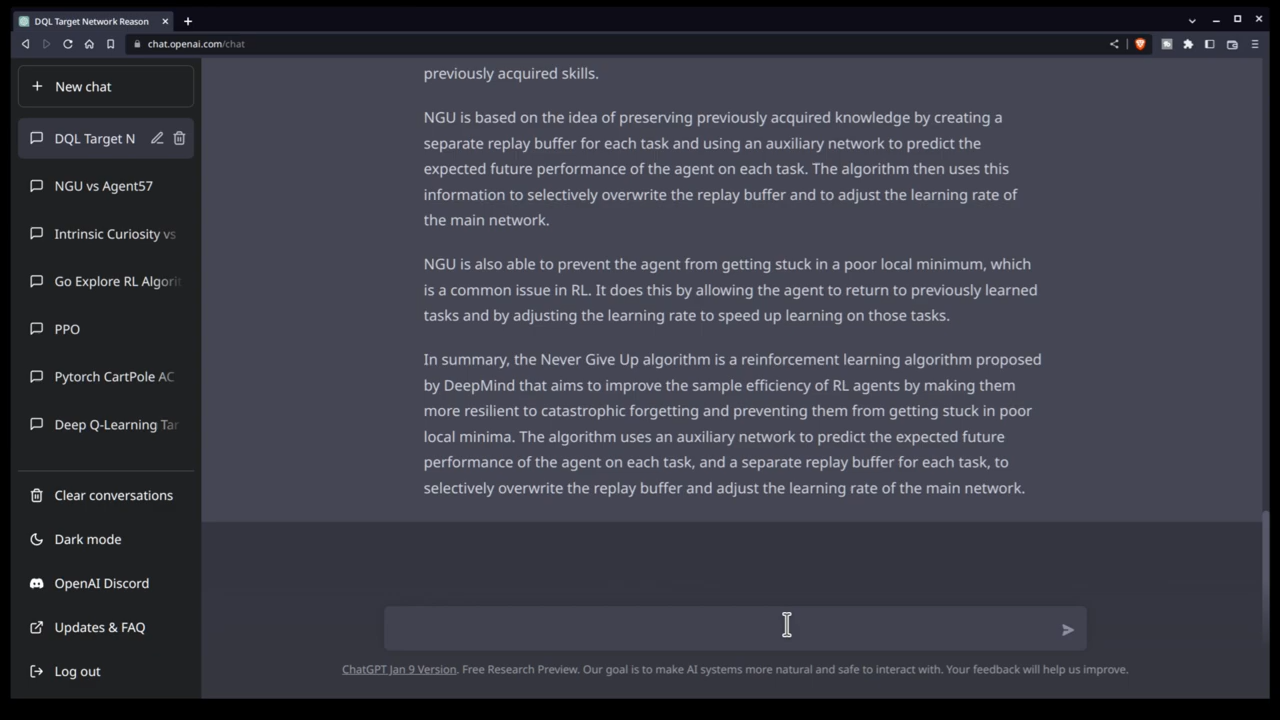 DQL Target Network Reason
chat.openai.com/chat
New chat
DQL Target N
NGU vs Agent57
Intrinsic Curiosity vs
Go Explore RL Algorit
PPO
Pytorch CartPole AC
Deep Q-Learning Tar
Clear conversations
Dark mode
OpenAI Discord
Updates & FAQ
Log out
previously acquired skills.
NGU is based on the idea of preserving previously acquired knowledge by creating a
separate replay buffer for each task and using an auxiliary network to predict the
expected future performance of the agent on each task. The algorithm then uses this
information to selectively overwrite the replay buffer and to adjust the learning rate of
the main network.
NGU is also able to prevent the agent from getting stuck in a poor local minimum, which
is a common issue in RL. It does this by allowing the agent to return to previously learned
tasks and by adjusting the learning rate to speed up learning on those tasks.
In summary, the Never Give Up algorithm is a reinforcement learning algorithm proposed
by DeepMind that aims to improve the sample efficiency of RL agents by making them
more resilient to catastrophic forgetting and preventing them from getting stuck in poor
local minima. The algorithm uses an auxiliary network to predict the expected future
performance of the agent on each task, and a separate replay buffer for each task, to
selectively overwrite the replay buffer and adjust the learning rate of the main network.
ChatGPT Jan 9 Version. Free Research Preview. Our goal is to make AI systems more natural and safe to interact with. Your feedback will help us improve.